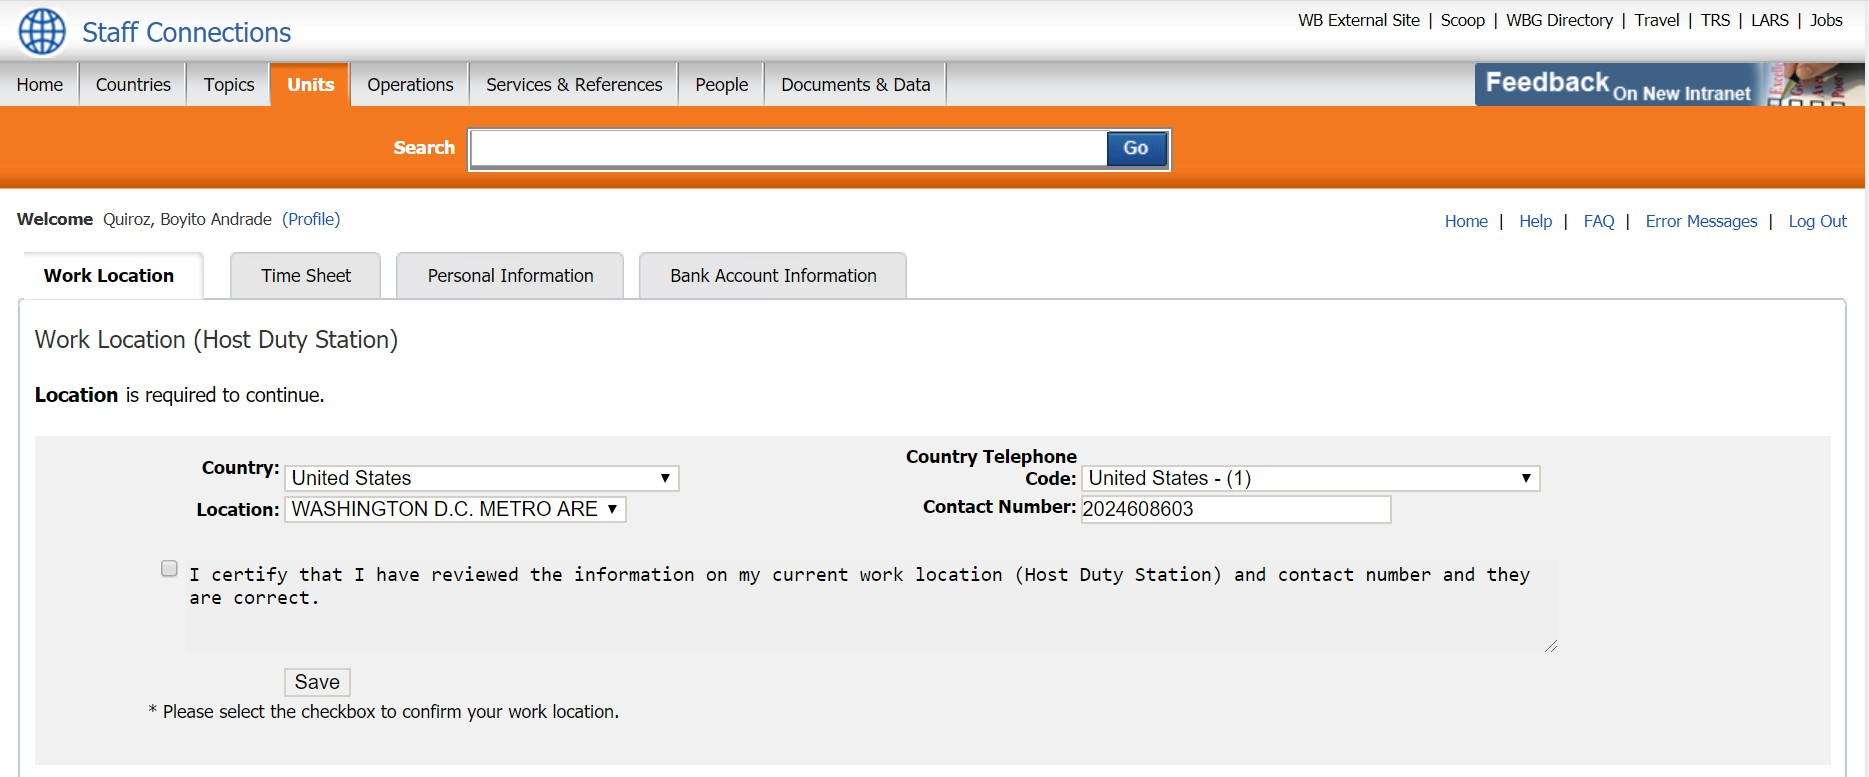 Staff Connections
WB External Site | Scoop | WBG Directory | Travel | TRS | LARS | Jobs
Home Countries Topics Units Operations Services & References People Documents & Data
Feedback On New Intranet
Search Go
Welcome Quiroz, Boyito Andrade (Profile)
Home | Help | FAQ | Error Messages | Log Out
Work Location Time Sheet Personal Information Bank Account Information
Work Location (Host Duty Station)
Location is required to continue.
Country: United States
Country Telephone
Code: United States - (1)
Location: WASHINGTON D.C. METRO ARE
Contact Number: 2024608603
I certify that I have reviewed the information on my current work location (Host Duty Station) and contact number and they
are correct.
Save
* Please select the checkbox to confirm your work location.